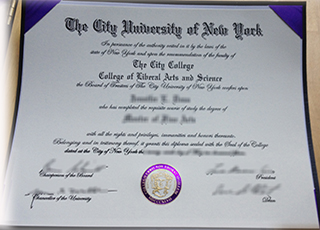 The City University of New York
In pursuance of the authority vested in it by the laws of the
state of New York and upon the recommendation of the faculty of
The City College
College of Liberal Arts and Science
the Board of Trustees of The City University of New York confers upon
who has completed the requisite course of study the degree of
Master of Fine Arts
with all the rights and privileges, immunities and honors thereunto
Belonging and in testimony thereof, it grants this diploma sealed with the Seal of the College
dated at the City of New York the
Chairperson of the Board
President
Chancellor of the University
Dean